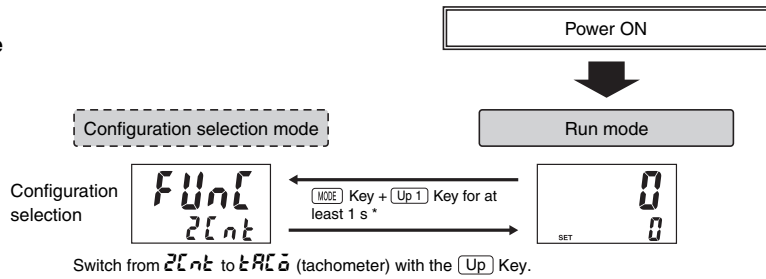 e
Power ON
Configuration selection mode
Run mode
Configuration
selection
FUnC
2Cnt
MODE Key + Up 1 Key for at
least 1 s *
0
SET 0
Switch from 2Cnt to tACo (tachometer) with the Up Key.